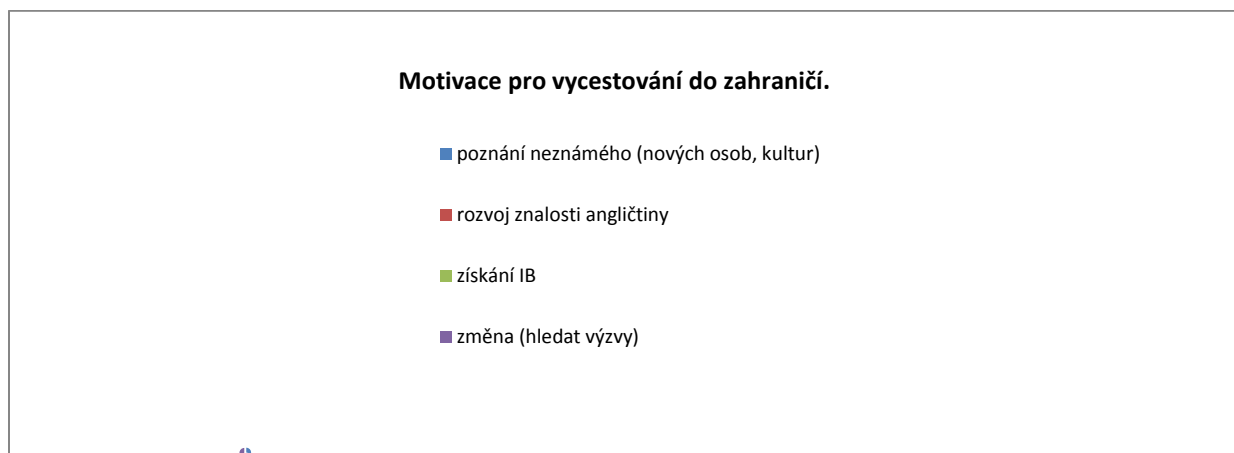 Motivace pro vycestování do zahraničí.
poznání neznámého (nových osob, kultur)
rozvoj znalosti angličtiny
získání IB
změna (hledat výzvy)